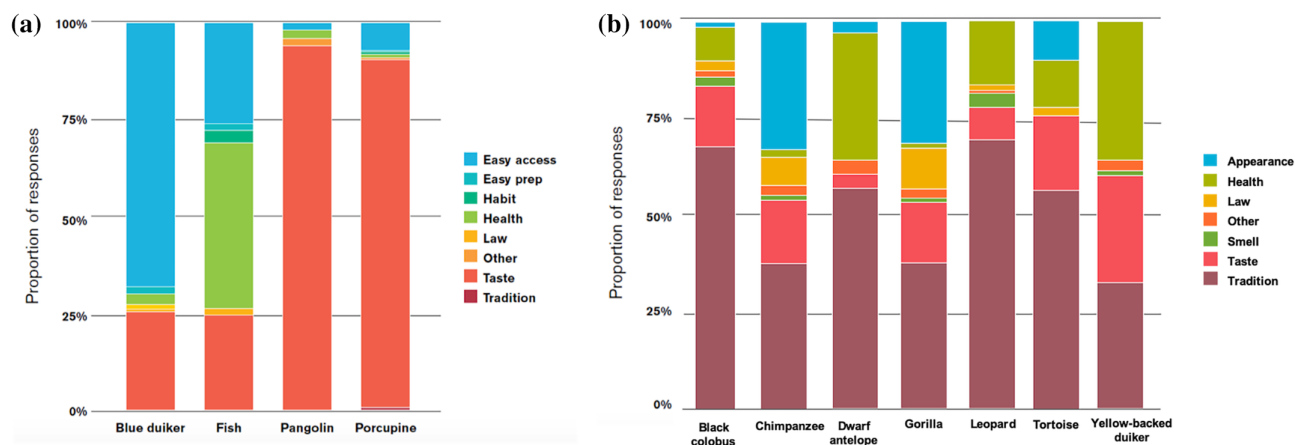 (a)
100%
75%
50%
25%
0%
Proportion of responses
Blue duiker Fish Pangolin Porcupine
Easy access
Easy prep
Habit
Health
Law
Other
Taste
Tradition
(b)
100%
75%
50%
25%
0%
Proportion of responses
Black
colobus
Chimpanzee
Dwarf
antelope
Gorilla
Leopard
Tortoise
Yellow-backed
duiker
Appearance
Health
Law
Other
Smell
Taste
Tradition